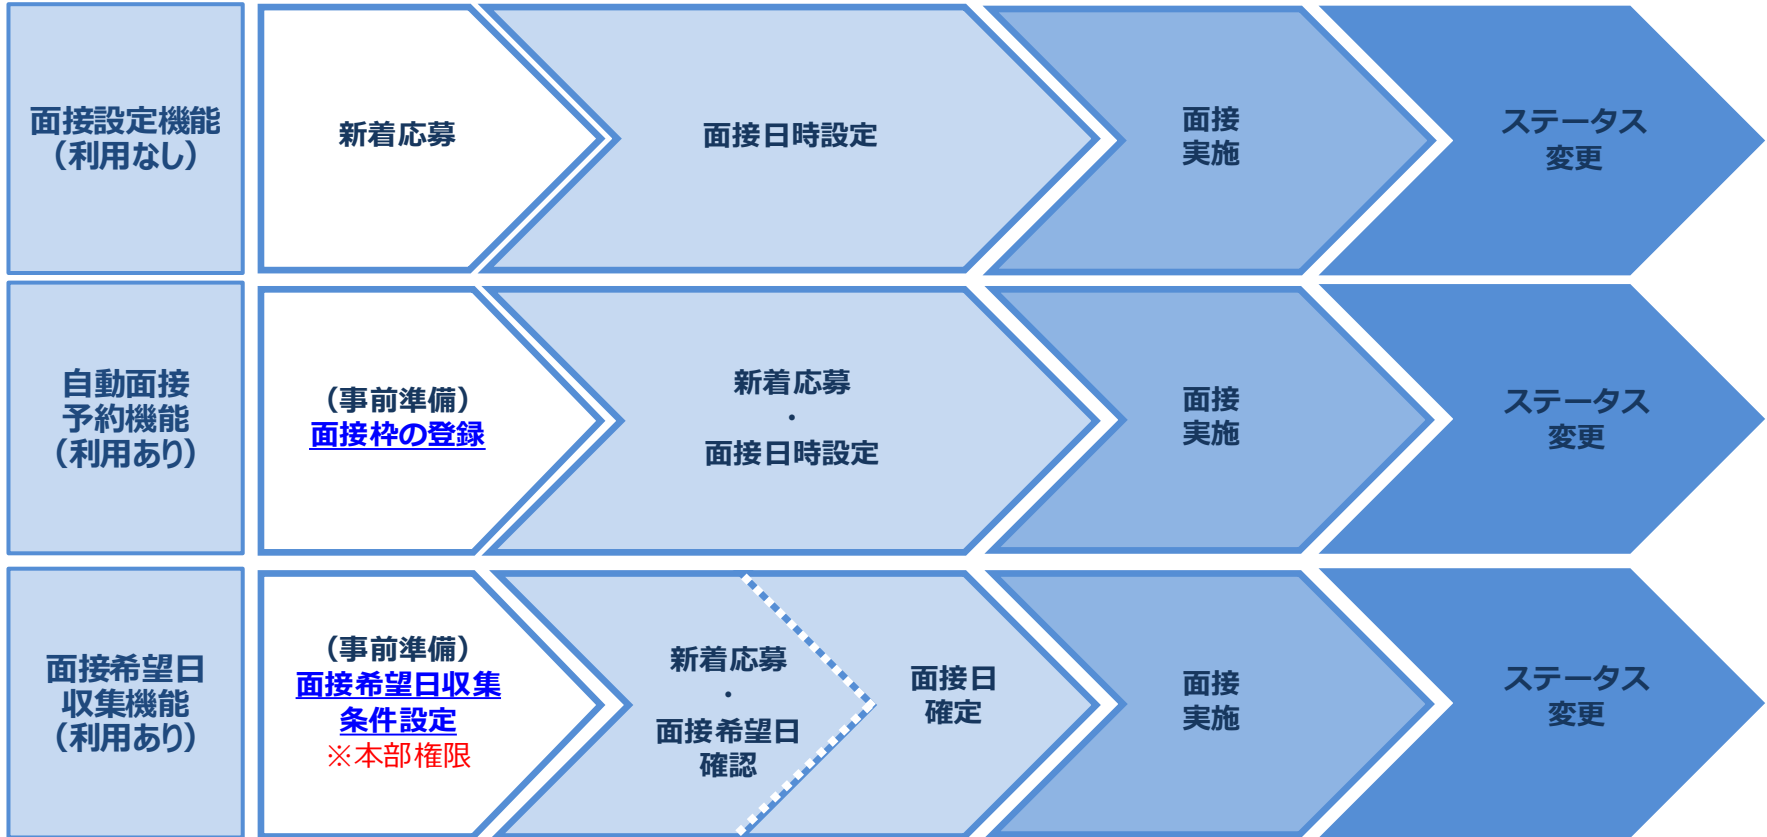 面接設定機能
（利用なし）
新着応募
面接日時設定
面接
実施
ステータス
変更
自動面接
予約機能
（利用あり）
（事前準備）
面接枠の登録
新着応募
・
面接日時設定
面接
実施
ステータス
変更
面接希望日
収集機能
（利用あり）
（事前準備）
面接希望日収集
条件設定
※本部権限
新着応募
・
面接希望日
確認
面接日
確定
面接
実施
ステータス
変更